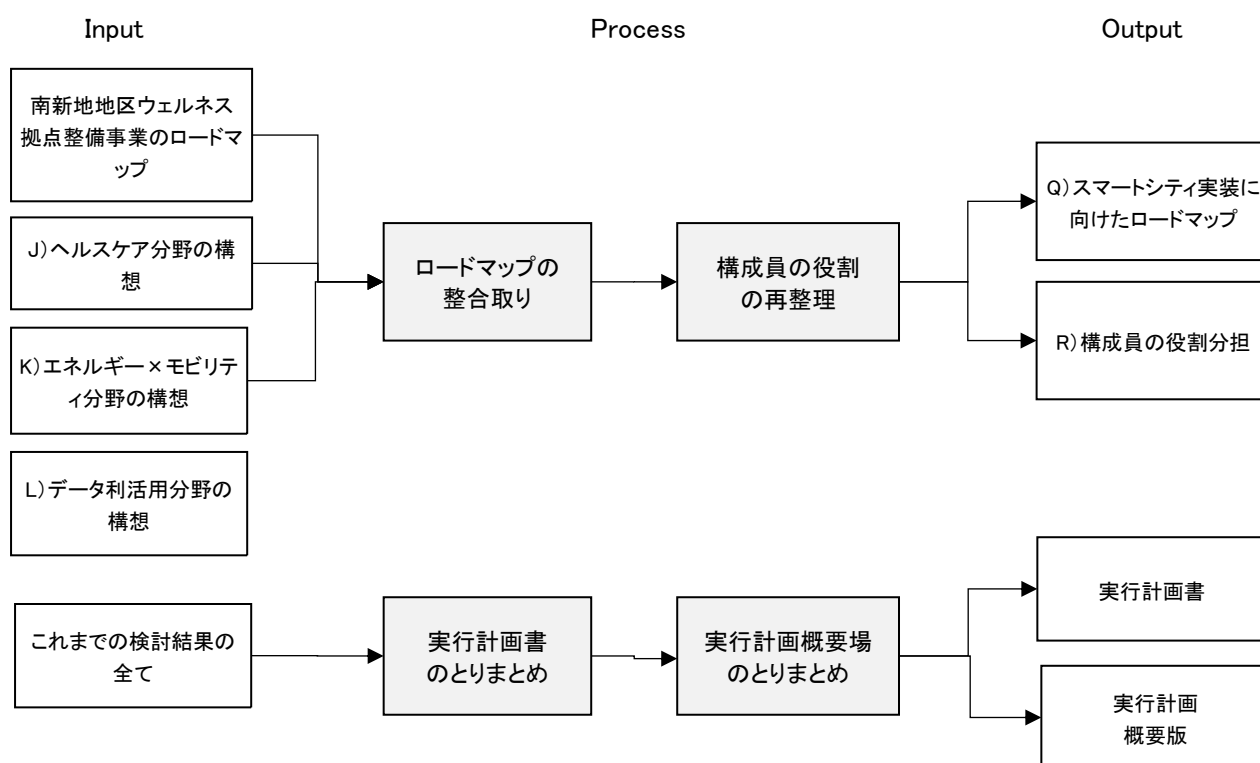 Input
Process
Output
南新地地区ウェルネス
拠点整備事業のロードマ
ップ
J）ヘルスケア分野の構
想
K）エネルギー×モビリテ
ィ分野の構想
L）データ利活用分野の
構想
ロードマップの
整合取り
構成員の役割
の再整理
Q）スマートシティ実装に
向けたロードマップ
R）構成員の役割分担
これまでの検討結果の
全て
実行計画書
のとりまとめ
実行計画概要場
のとりまとめ
実行計画書
実行計画
概要版